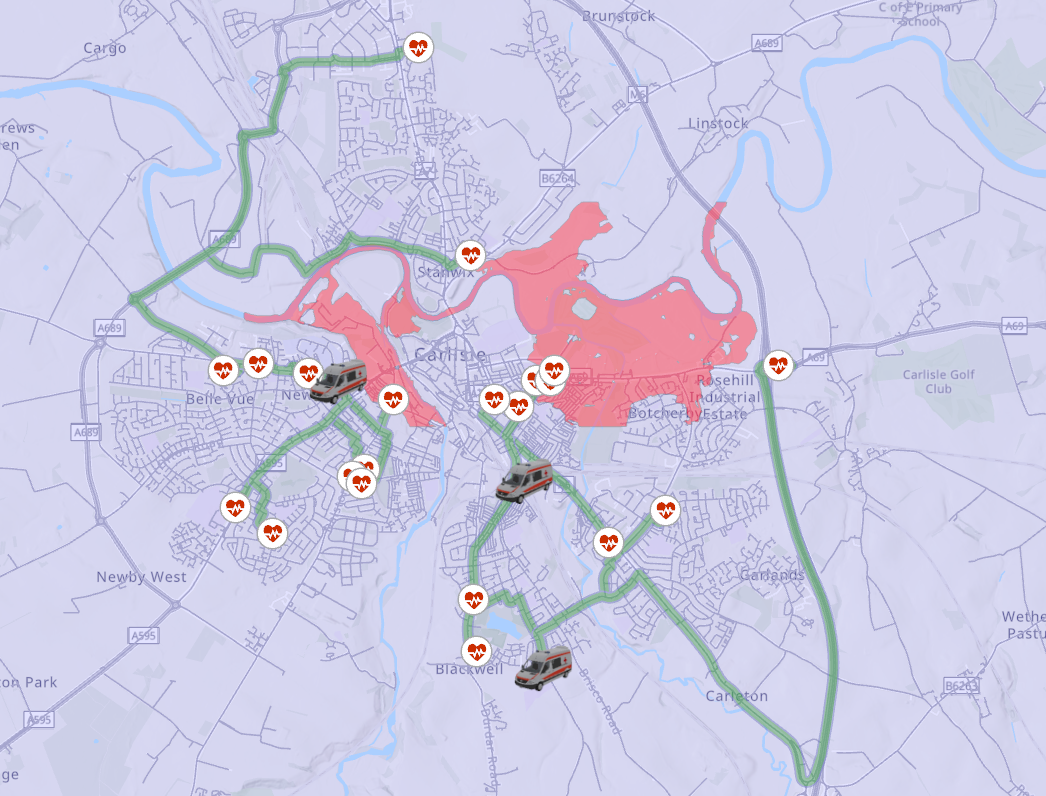 Brunstock
C of E Primary
School
Cargo
A689
M6
rews
en
Linstock
A7
B6264
A689
Stanwix
A689
A69
A69
Carlisle
Belle Vue
New
Rosehill
Industrial
Estate
Botcherby
Carlisle Golf
Club
A689
A595
Newby West
Garlands
A595
Wethe
Pastu
Blackwell
ton Park
Carleton
B6263
A595
Brisco Road
Durdar Road
ge